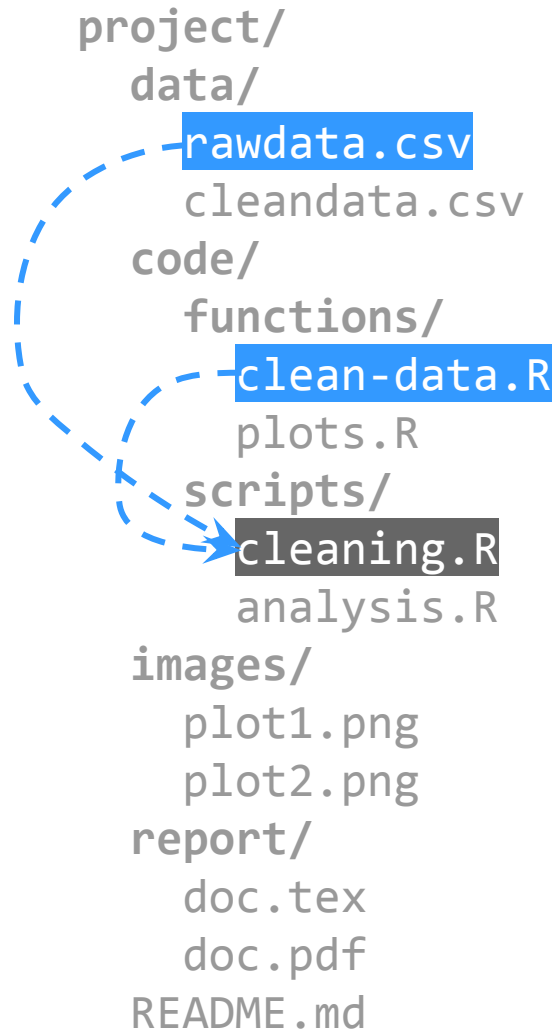 project/
data/
rawdata.csv
cleandata.csv
code/
functions/
clean-data.R
plots.R
scripts/
cleaning.R
analysis.R
images/
plot1.png
plot2.png
report/
doc.tex
doc.pdf
README.md